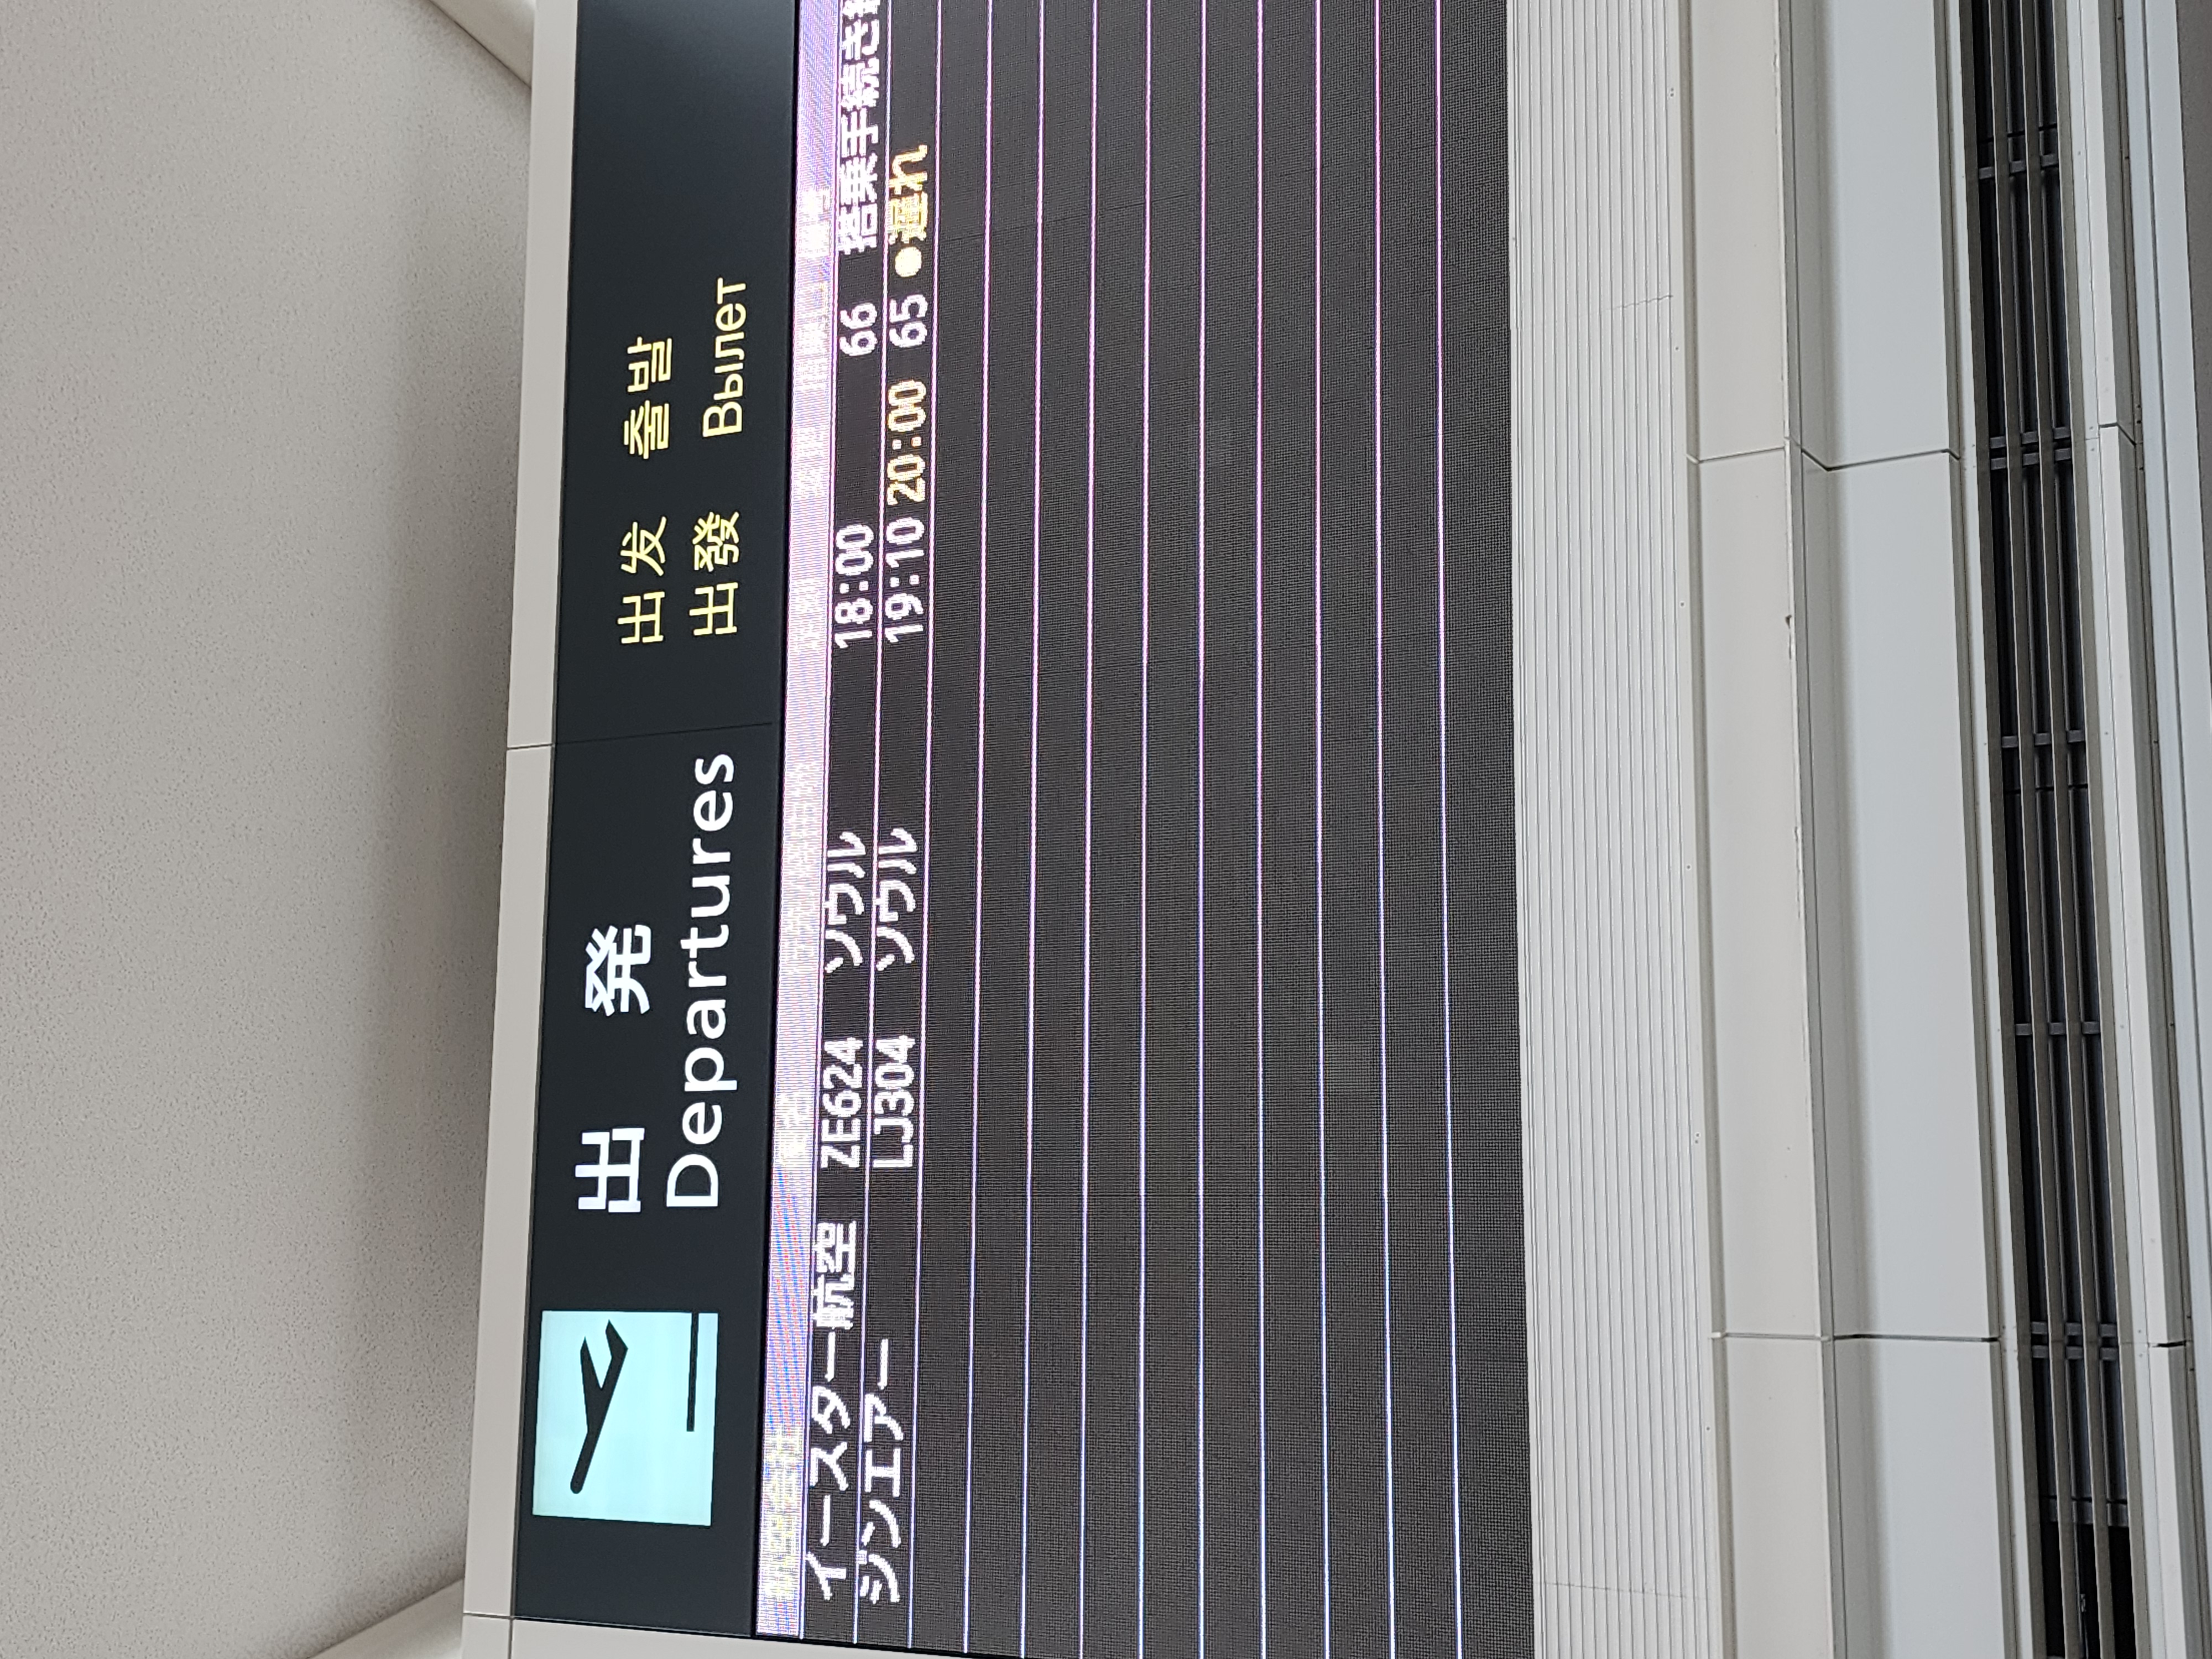 出発 出发 출발
Departures 出發 Вылет
イースター航空 ZE624 ソウル 18:00 66 搭乗手続き
ジンエアー LJ304 ソウル 19:10 20:00 65 ●遅れ